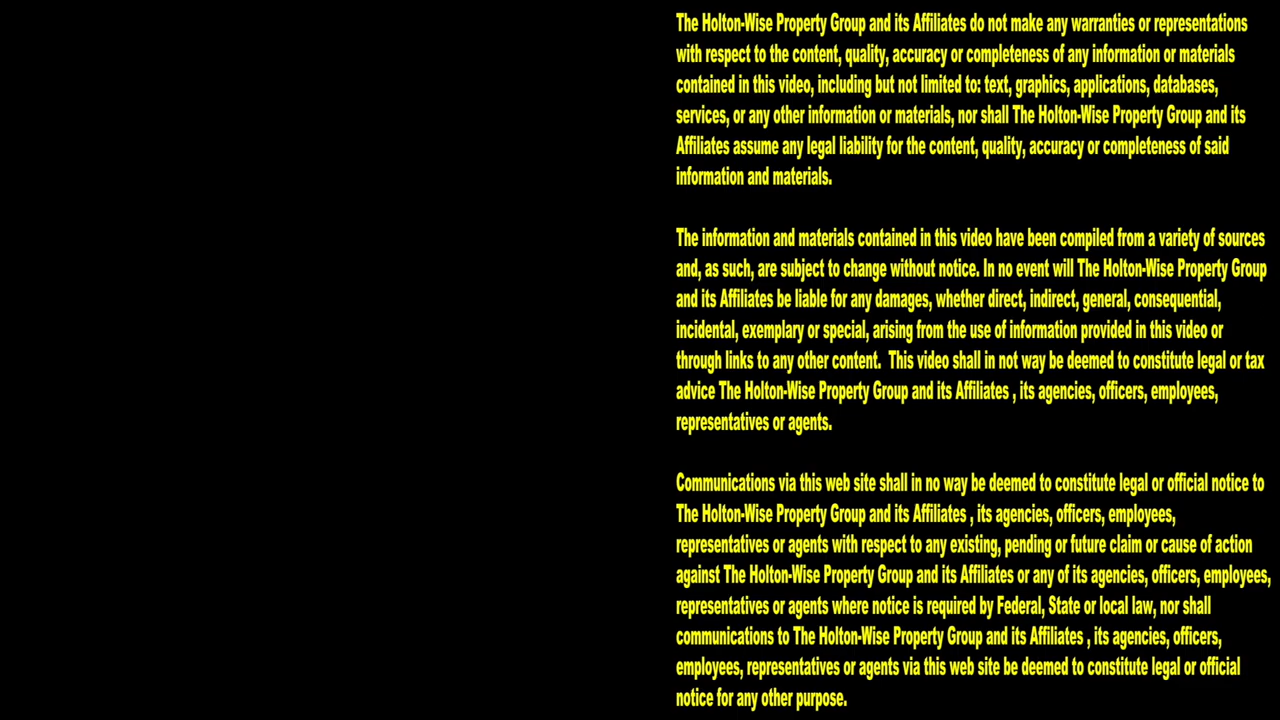 The Holton-Wise Property Group and its Affiliates do not make any warranties or representations
with respect to the content, quality, accuracy or completeness of any information or materials
contained in this video, including but not limited to: text, graphics, applications, databases,
services, or any other information or materials, nor shall The Holton-Wise Property Group and its
Affiliates assume any legal liability for the content, quality, accuracy or completeness of said
information and materials.
The information and materials contained in this video have been compiled from a variety of sources
and, as such, are subject to change without notice. In no event will The Holton-Wise Property Group
and its Affiliates be liable for any damages, whether direct, indirect, general, consequential,
incidental, exemplary or special, arising from the use of information provided in this video or
through links to any other content.  This video shall in not way be deemed to constitute legal or tax
advice The Holton-Wise Property Group and its Affiliates , its agencies, officers, employees,
representatives or agents.
Communications via this web site shall in no way be deemed to constitute legal or official notice to
The Holton-Wise Property Group and its Affiliates , its agencies, officers, employees,
representatives or agents with respect to any existing, pending or future claim or cause of action
against The Holton-Wise Property Group and its Affiliates or any of its agencies, officers, employees,
representatives or agents where notice is required by Federal, State or local law, nor shall
communications to The Holton-Wise Property Group and its Affiliates , its agencies, officers,
employees, representatives or agents via this web site be deemed to constitute legal or official
notice for any other purpose.